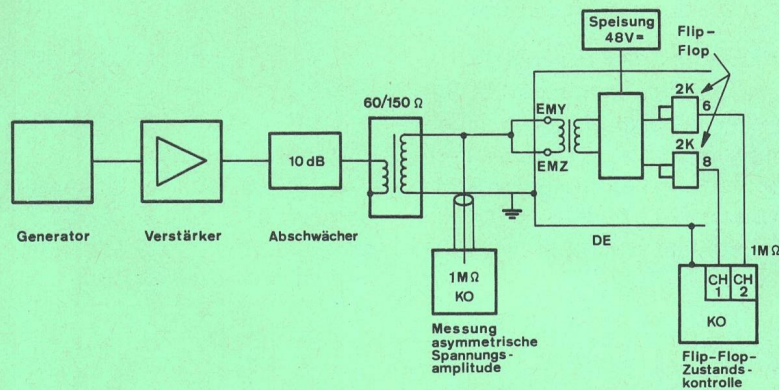 Speisung
48V=
Flip-
Flop
60/150 Ω
EMY
EMZ
2K
6
2K
8
10 dB
Generator
Verstärker
Abschwächer
DE
1MΩ
1MΩ
KO
CH
1
CH
2
KO
Messung
asymmetrische
Spannungs-
amplitude
Flip-Flop-
Zustands-
kontrolle